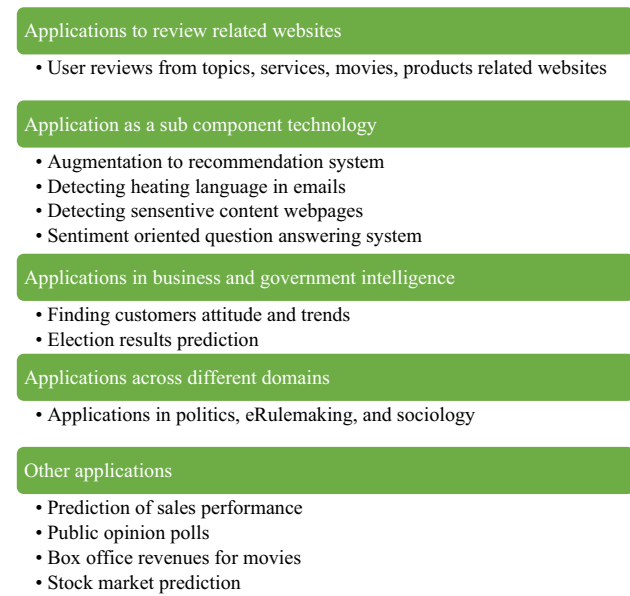 Applications to review related websites
• User reviews from topics, services, movies, products related websites
Application as a sub component technology
• Augmentation to recommendation system
• Detecting heating language in emails
• Detecting sensentive content webpages
• Sentiment oriented question answering system
Applications in business and government intelligence
• Finding customers attitude and trends
• Election results prediction
Applications across different domains
• Applications in politics, eRulemaking, and sociology
Other applications
• Prediction of sales performance
• Public opinion polls
• Box office revenues for movies
• Stock market prediction